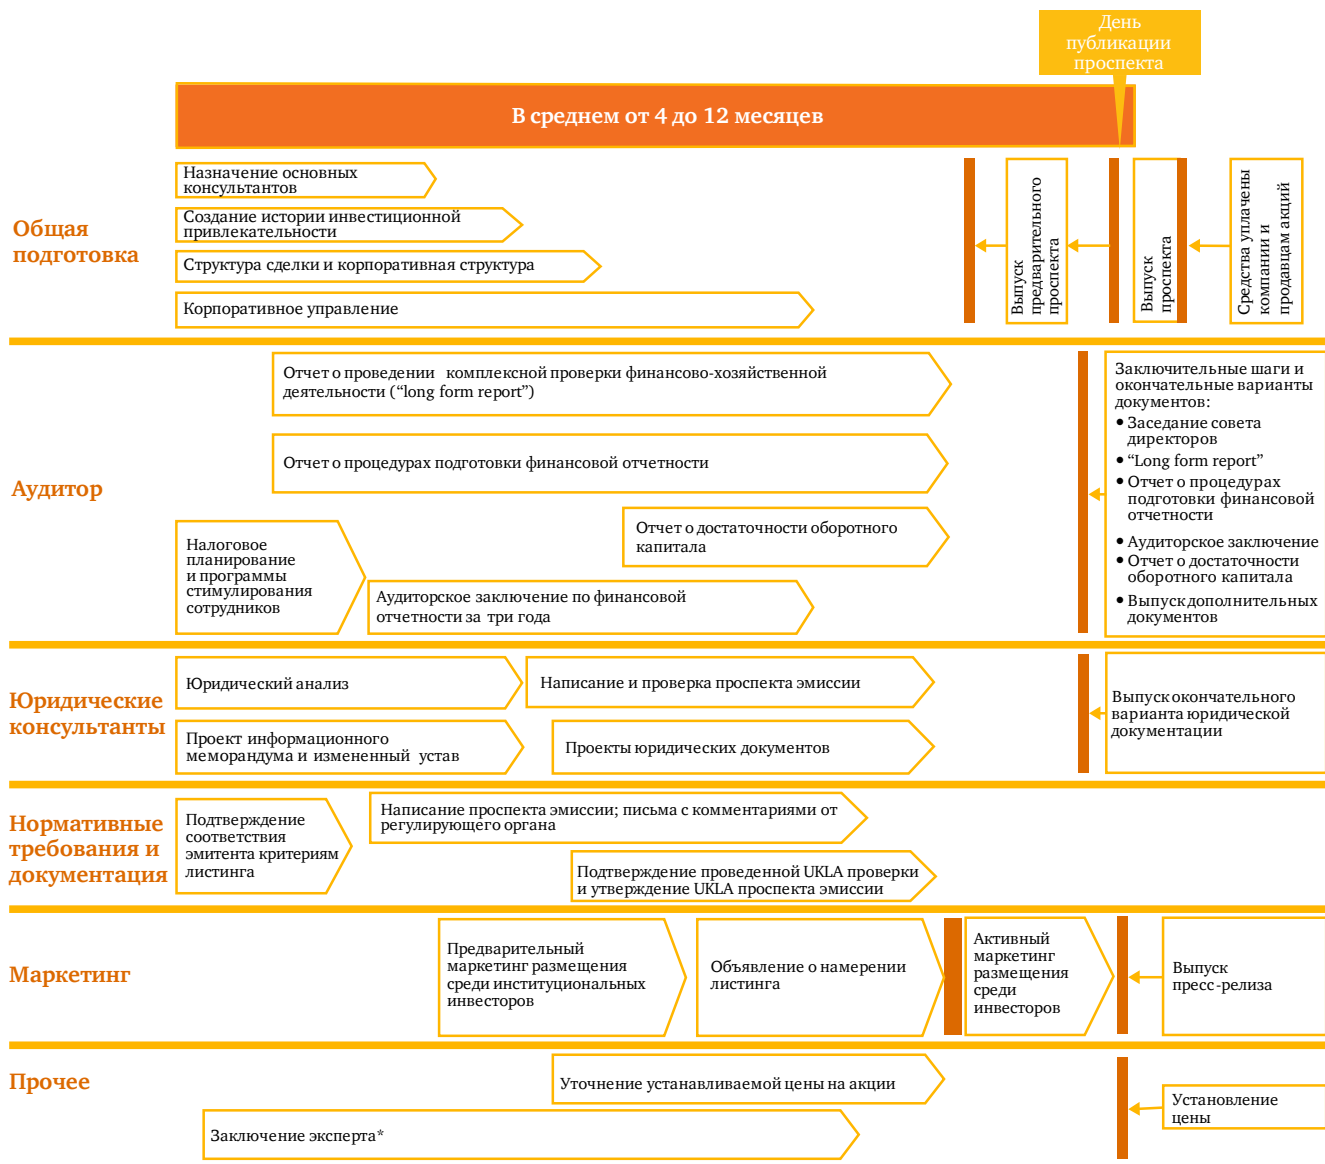 День
публикации
проспекта
В среднем от 4 до 12 месяцев
Общая
подготовка
Назначение основных
консультантов
Создание истории инвестиционной
привлекательности
Структура сделки и корпоративная структура
Корпоративное управление
Выпуск
предварительного
проспекта
Выпуск
проспекта
Средства уплачены
компании и
продавцам акций
Аудитор
Отчет о проведении комплексной проверки финансово-хозяйственной
деятельности (“long form report”)
Отчет о процедурах подготовки финансовой отчетности
Отчет о достаточности оборотного
капитала
Налоговое
планирование
и программы
стимулирования
сотрудников
Аудиторское заключение по финансовой
отчетности за три года
Заключительные шаги и
окончательные варианты
документов:
• Заседание совета
директоров
• “Long form report”
• Отчет о процедурах
подготовки финансовой
отчетности
• Аудиторское заключение
• Отчет о достаточности
оборотного капитала
• Выпуск дополнительных
документов
Юридические
консультанты
Юридический анализ
Написание и проверка проспекта эмиссии
Проект информационного
меморандума и измененный устав
Проекты юридических документов
Выпуск окончательного
варианта юридической
документации
Нормативные
требования и
документация
Подтверждение
соответствия
эмитента критериям
листинга
Написание проспекта эмиссии; письма с комментариями от
регулирующего органа
Подтверждение проведенной UKLA проверки
и утверждение UKLA проспекта эмиссии
Маркетинг
Предварительный
маркетинг размещения
среди институциональных
инвесторов
Объявление о намерении
листинга
Активный
маркетинг
размещения
среди
инвесторов
Выпуск
пресс-релиза
Прочее
Уточнение устанавливаемой цены на акции
Заключение эксперта*
Установление
цены